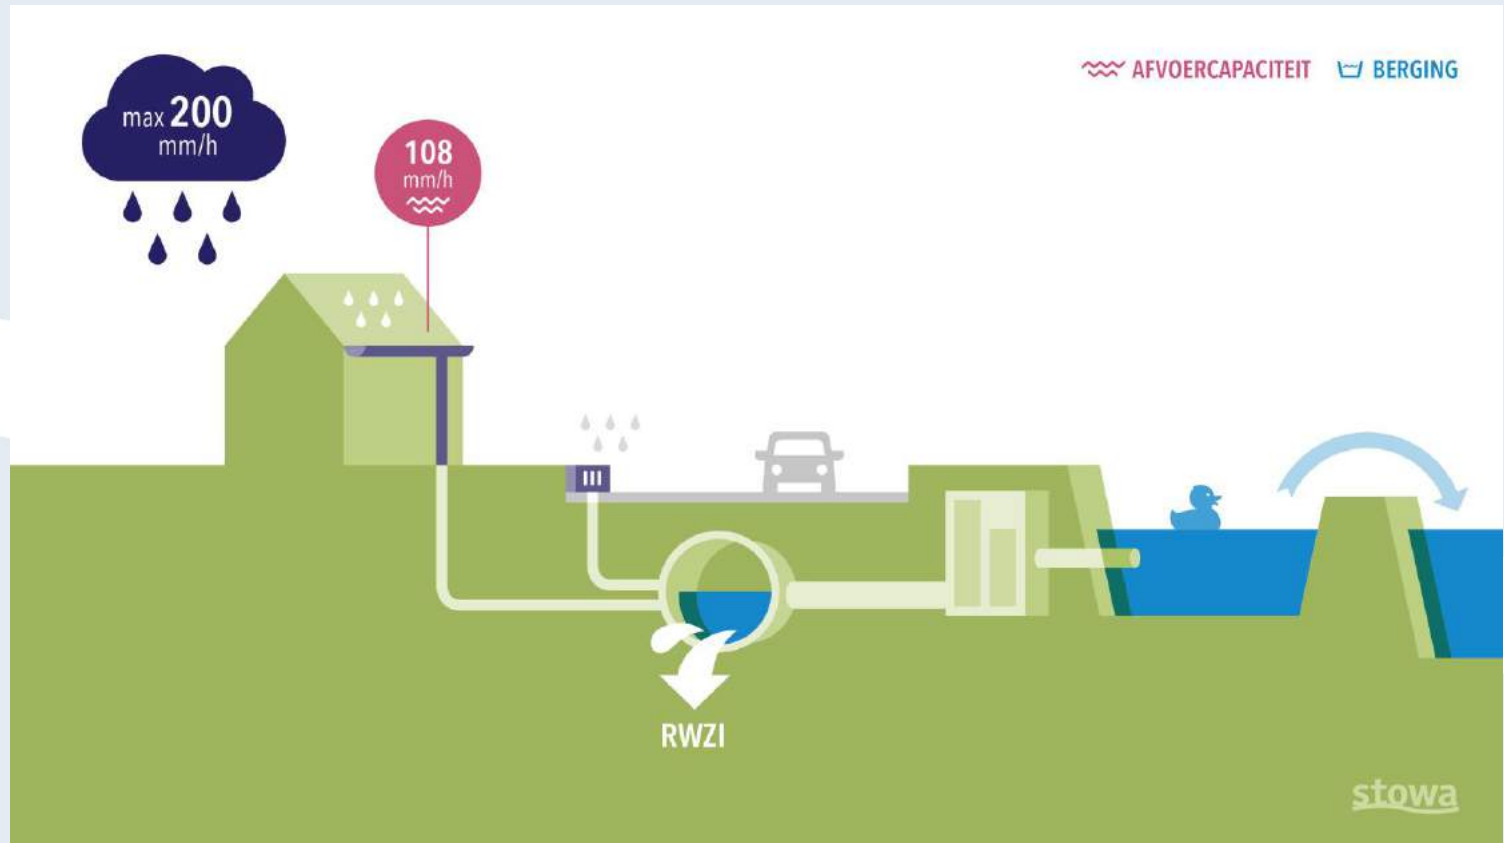 max 200
mm/h
108
mm/h
AFVOERCAPACITEIT
BERGING
RWZI
stowa